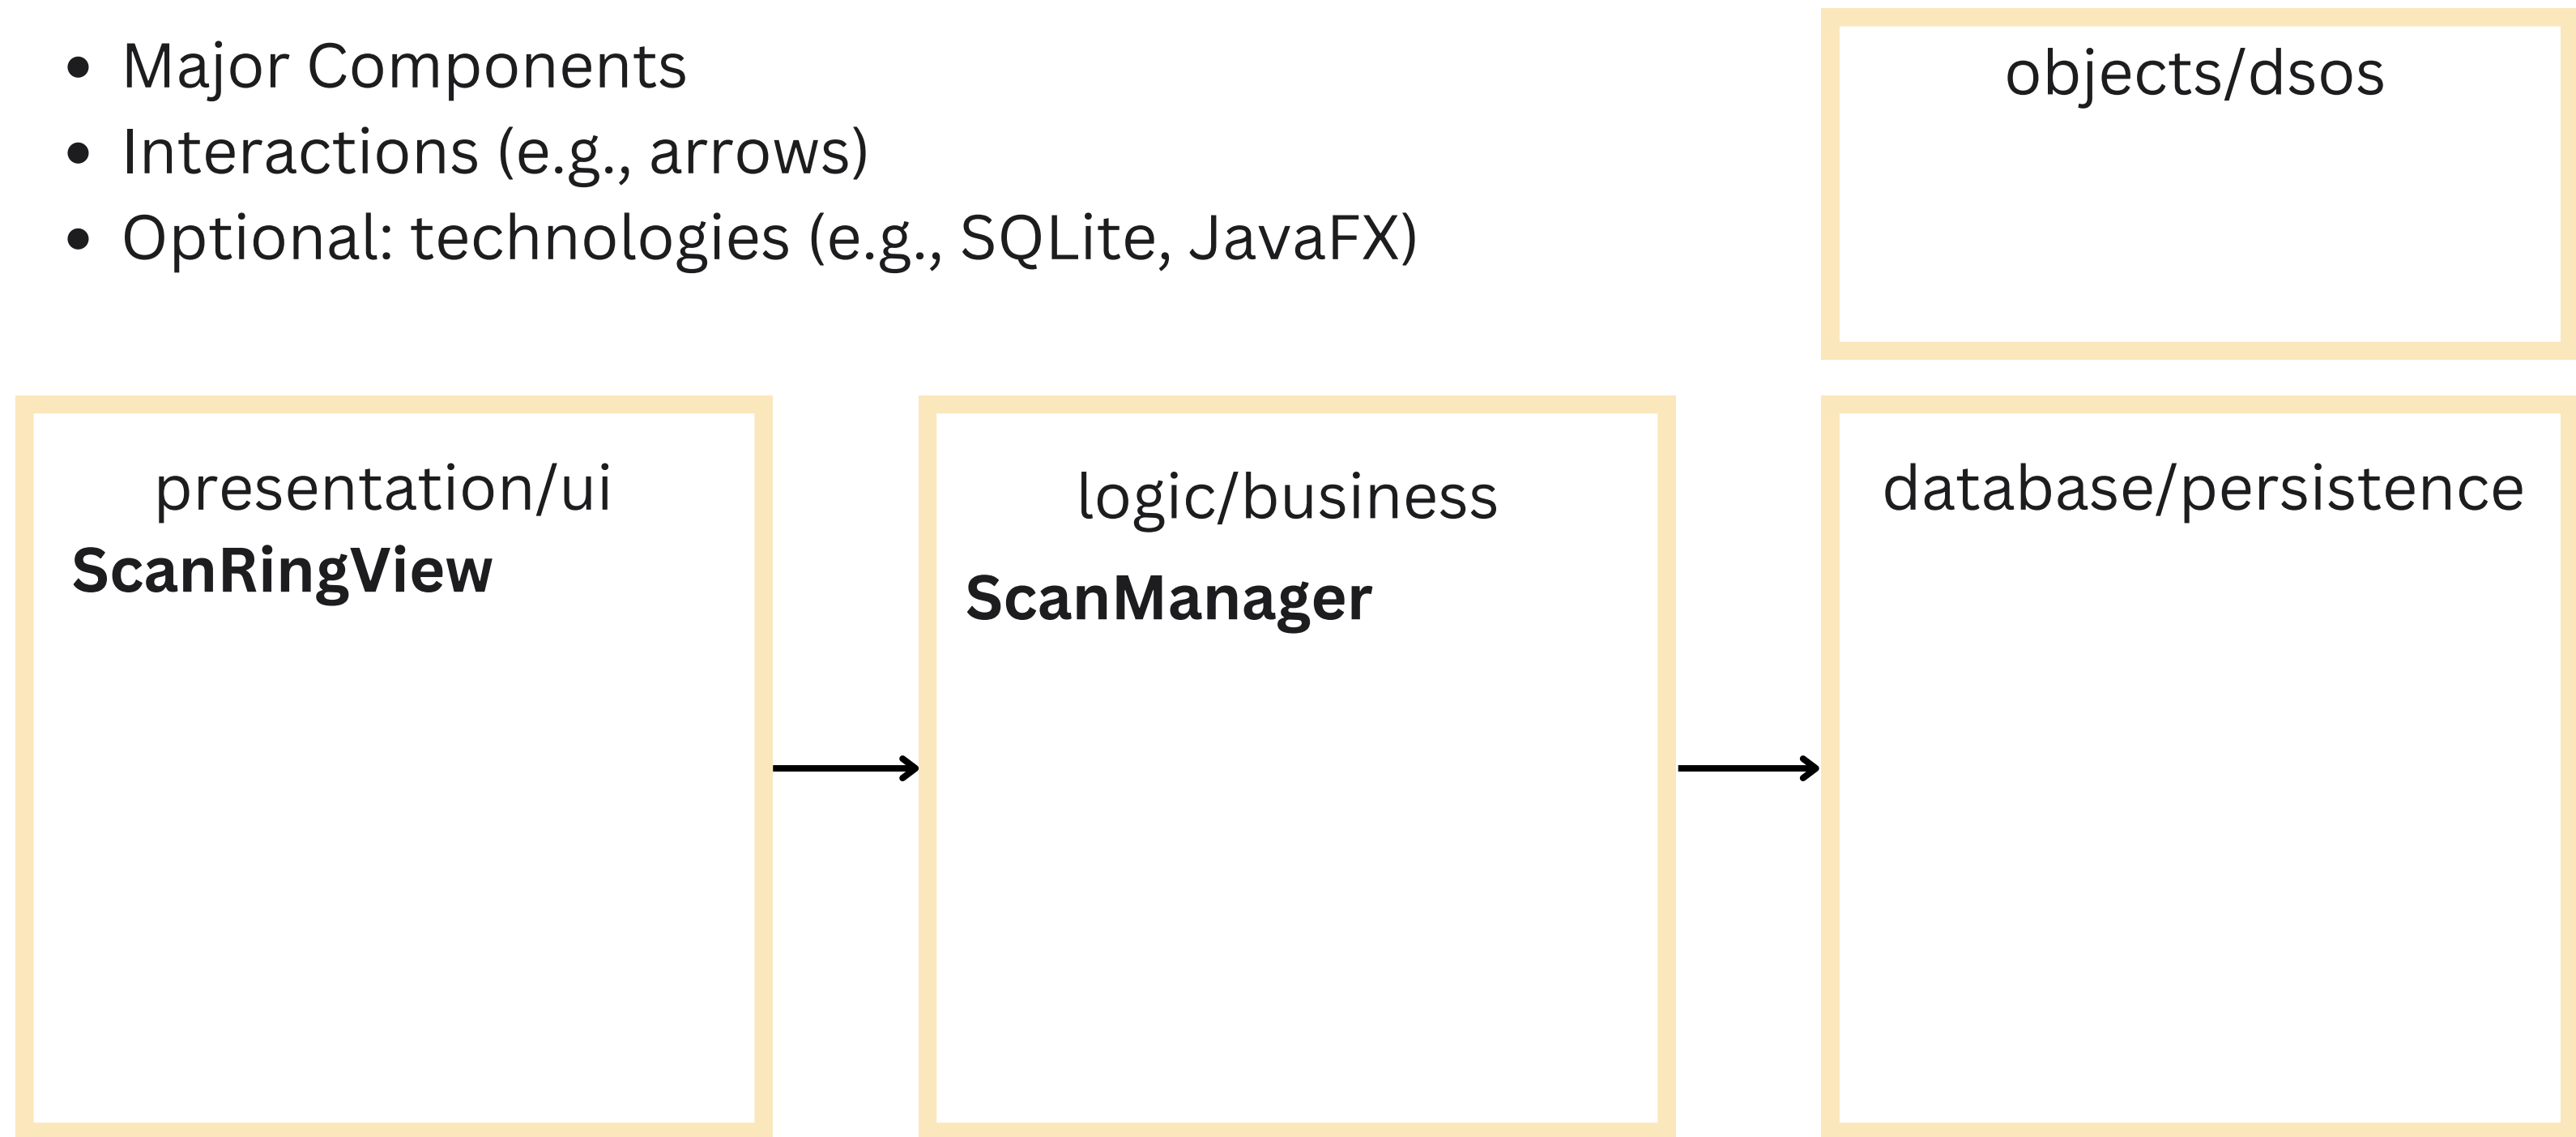 • Major Components
• Interactions (e.g., arrows)
• Optional: technologies (e.g., SQLite, JavaFX)
objects/dsos
presentation/ui
ScanRingView
logic/business
ScanManager
database/persistence